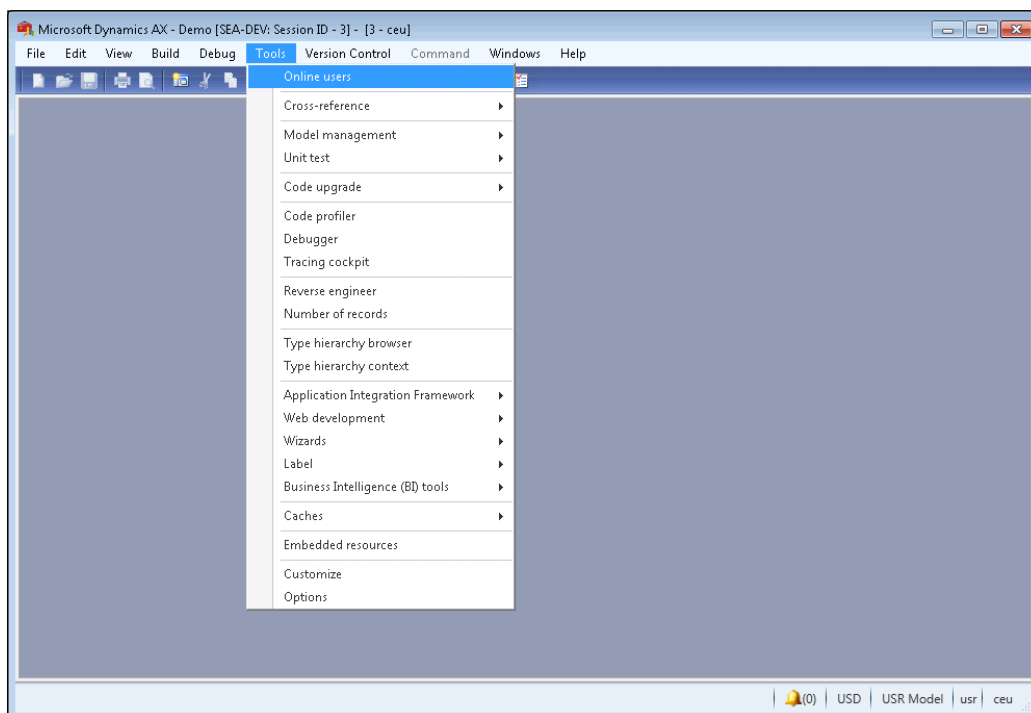 Microsoft Dynamics AX - Demo [SEA-DEV: Session ID - 3] - [3 - ceu]
File Edit View Build Debug Tools Version Control Command Windows Help
Online users
Cross-reference
Model management
Unit test
Code upgrade
Code profiler
Debugger
Tracing cockpit
Reverse engineer
Number of records
Type hierarchy browser
Type hierarchy context
Application Integration Framework
Web development
Wizards
Label
Business Intelligence (BI) tools
Caches
Embedded resources
Customize
Options
(0) USD USR Model usr ceu